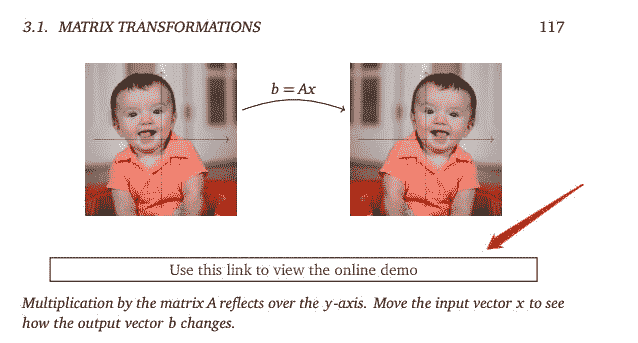 3.1. MATRIX TRANSFORMATIONS 117
b = Ax
Use this link to view the online demo
Multiplication by the matrix A reflects over the y-axis. Move the input vector x to see
how the output vector b changes.